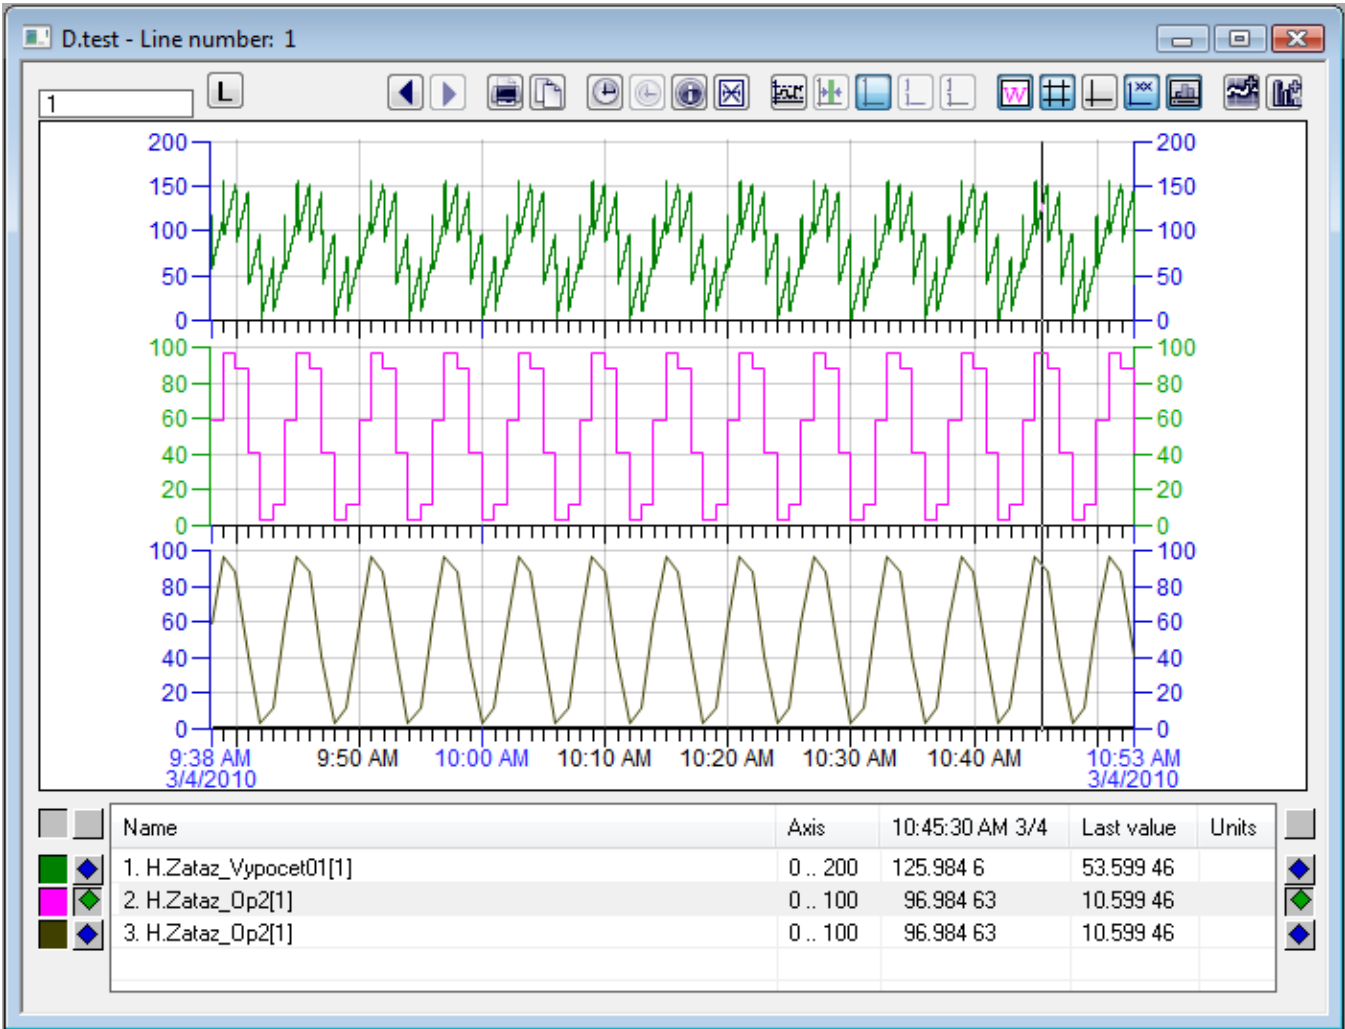 D.test - Line number: 1
1 L
200 200
150 150
100 100
50 50
0 0
100 100
80 80
60 60
40 40
20 20
0 0
100 100
80 80
60 60
40 40
20 20
0 0
9:38 AM 9:50 AM 10:00 AM 10:10 AM 10:20 AM 10:30 AM 10:40 AM 10:53 AM
3/4/2010 3/4/2010
Name Axis 10:45:30 AM 3/4 Last value Units
1. H.Zataz_Vypocet01[1] 0 .. 200 125.984 6 53.599 46
2. H.Zataz_Op2[1] 0 .. 100 96.984 63 10.599 46
3. H.Zataz_Op2[1] 0 .. 100 96.984 63 10.599 46